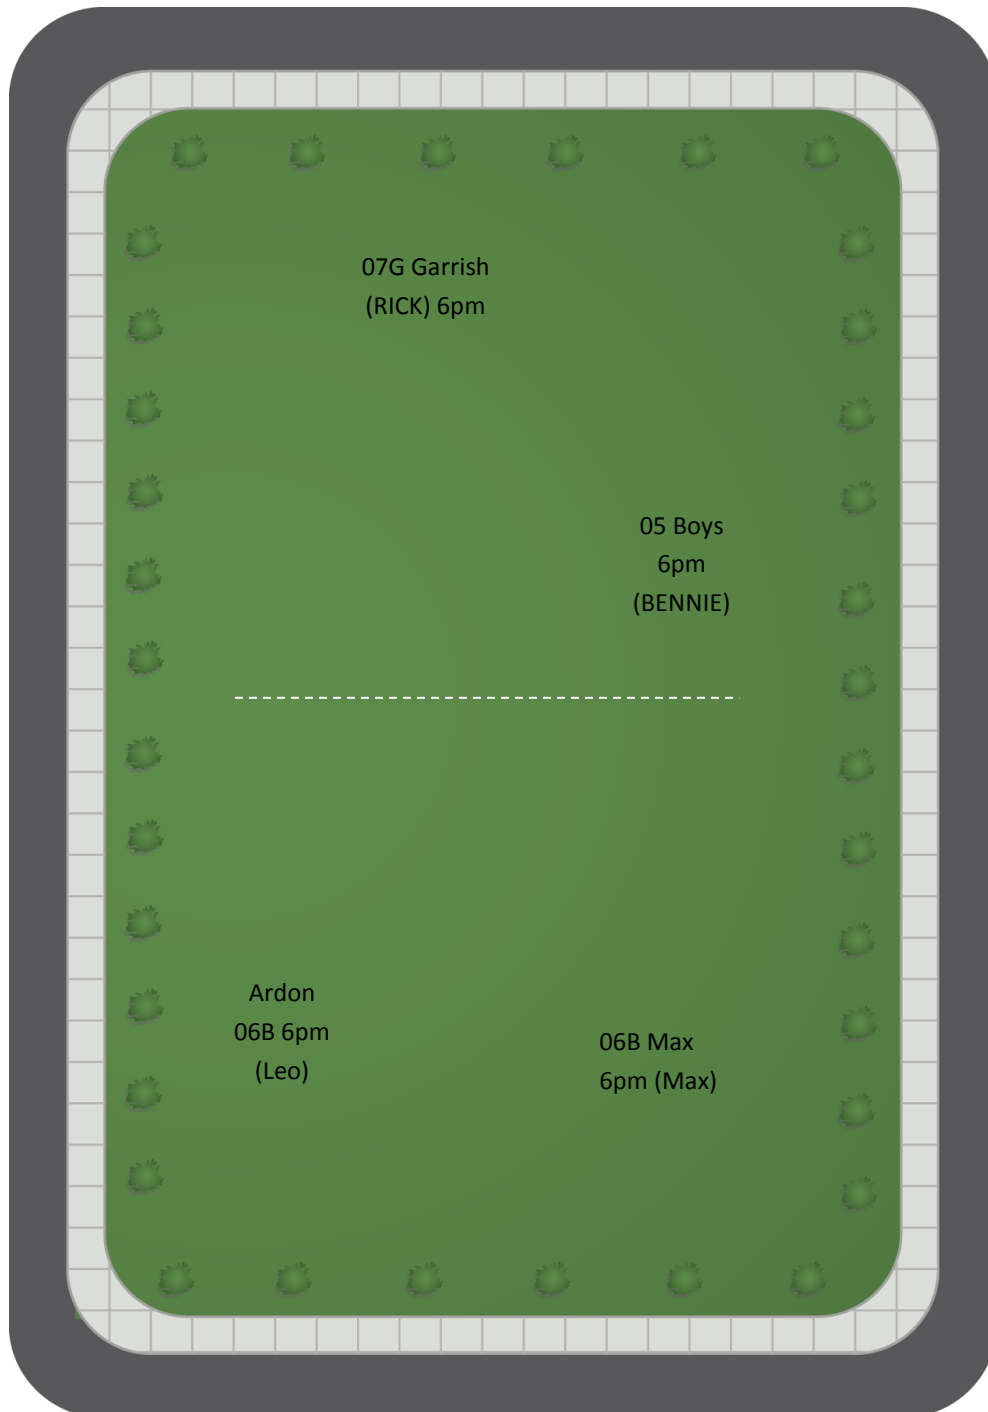 07G Garrish
(RICK) 6pm
05 Boys
6pm
(BENNIE)
Ardon
06B 6pm
(Leo)
06B Max
6pm (Max)